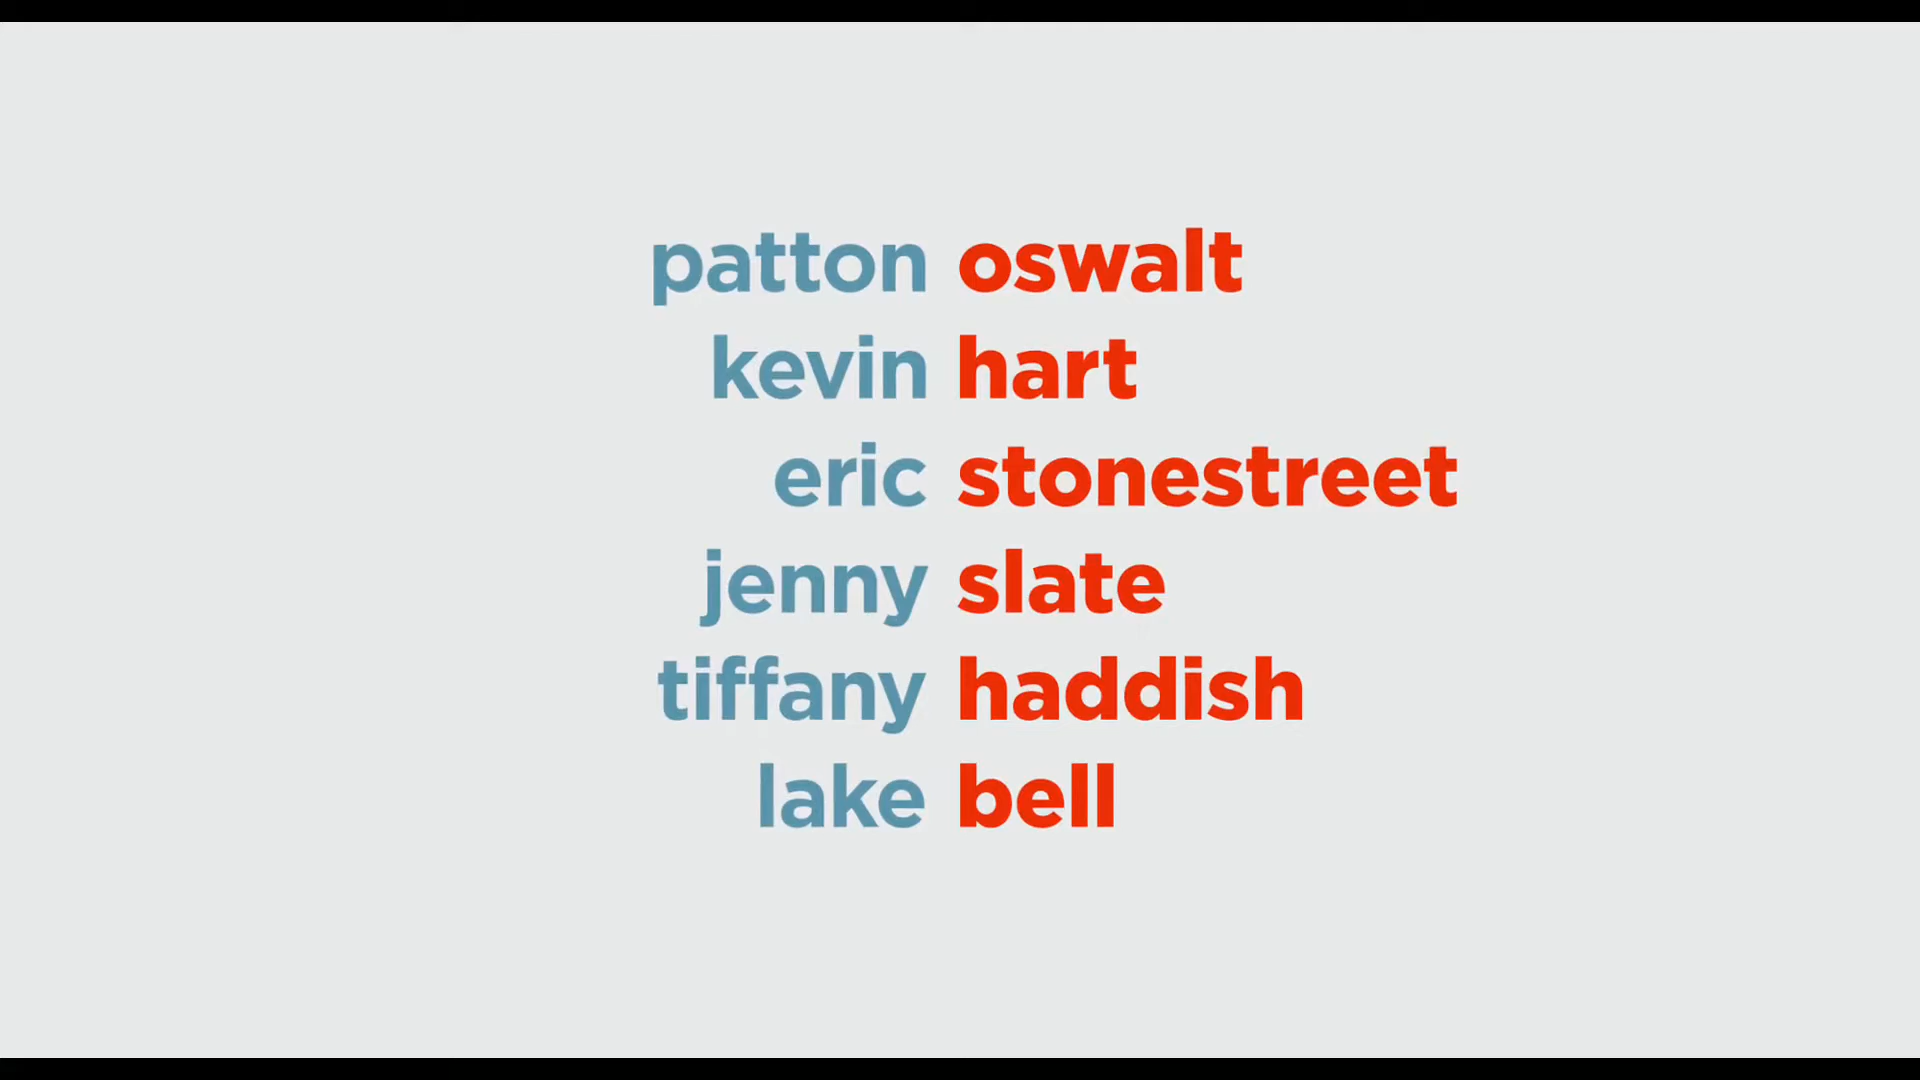 patton oswalt
kevin hart
eric stonestreet
jenny slate
tiffany haddish
lake bell